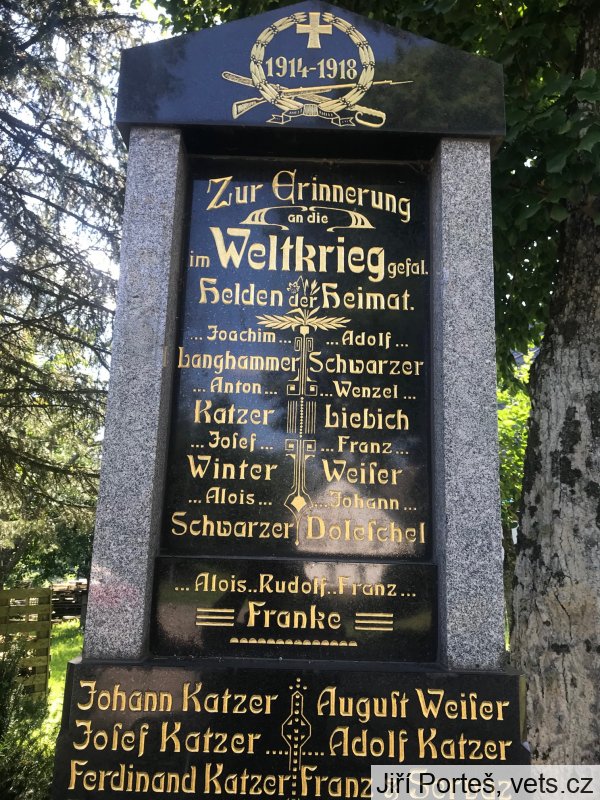 1914-1918
Zur Erinnerung
an die
im Weltkrieg gefal.
Helden der Heimat.
... Joachim ... ... Adolf ...
Langhammer Schwarzer
... Anton ... ... Wenzel ...
Katzer Liebich
... Josef ... ... Franz ...
Winter Weiser
... Alois ... ... Johann ...
Schwarzer Doleschel
... Alois.. Rudolf.. Franz ...
Franke
Johann Katzer August Weiser
Josef Katzer ... ... Adolf Katzer
Ferdinand Katzer Franz
Jiří Porteš, vets.cz